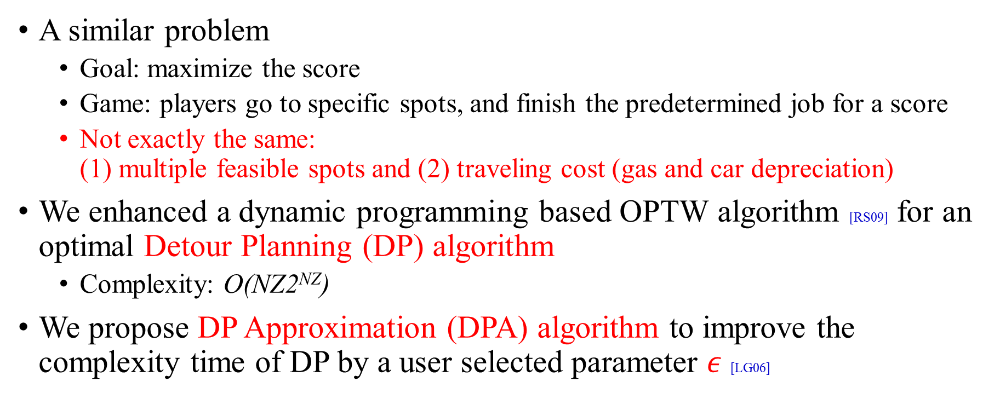 • A similar problem
• Goal: maximize the score
• Game: players go to specific spots, and finish the predetermined job for a score
• Not exactly the same:
(1) multiple feasible spots and (2) traveling cost (gas and car depreciation)
• We enhanced a dynamic programming based OPTW algorithm [RS09] for an
optimal Detour Planning (DP) algorithm
• Complexity: O(NZ2^{NZ})
• We propose DP Approximation (DPA) algorithm to improve the
complexity time of DP by a user selected parameter ϵ [LG06]